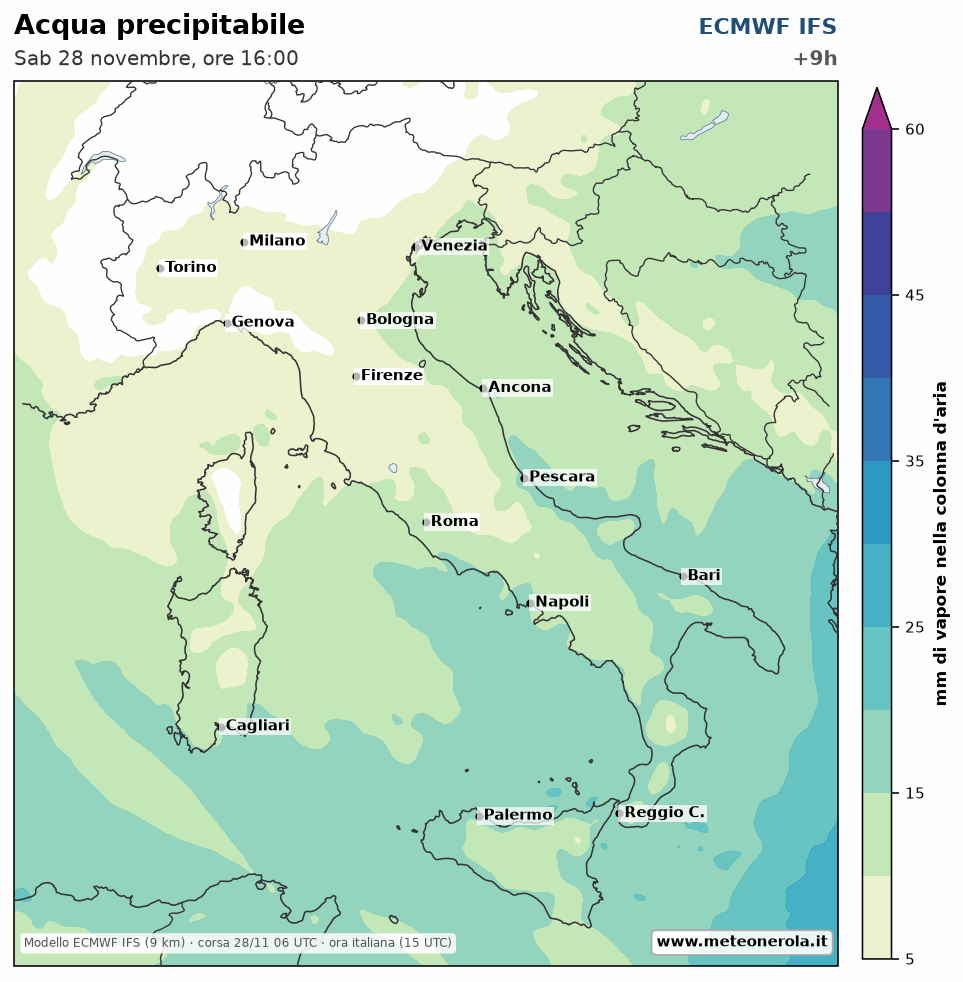 Acqua precipitabile
ECMWF IFS
Sab 28 novembre, ore 16:00
+9h
Milano
Venezia
Torino
Genova
Bologna
Firenze
Ancona
Pescara
Roma
Bari
Napoli
Cagliari
Palermo
Reggio C.
60
45
35
25
15
5
mm di vapore nella colonna d'aria
Modello ECMWF IFS (9 km) · corsa 28/11 06 UTC · ora italiana (15 UTC)
www.meteonerola.it